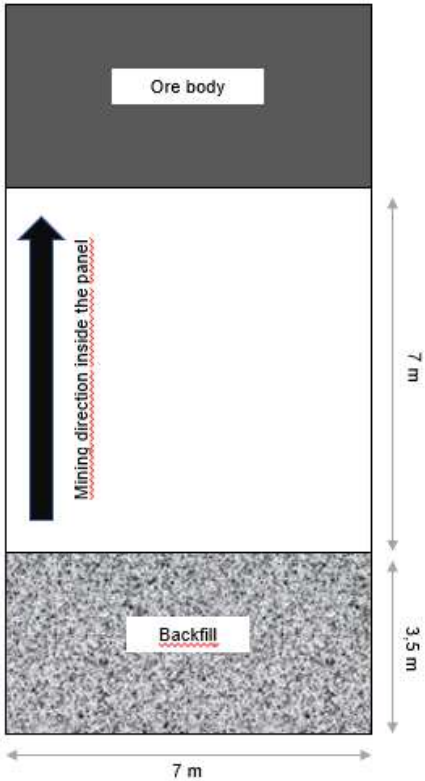 Ore body
Mining direction inside the panel
7 m
Backfill
3,5 m
7 m